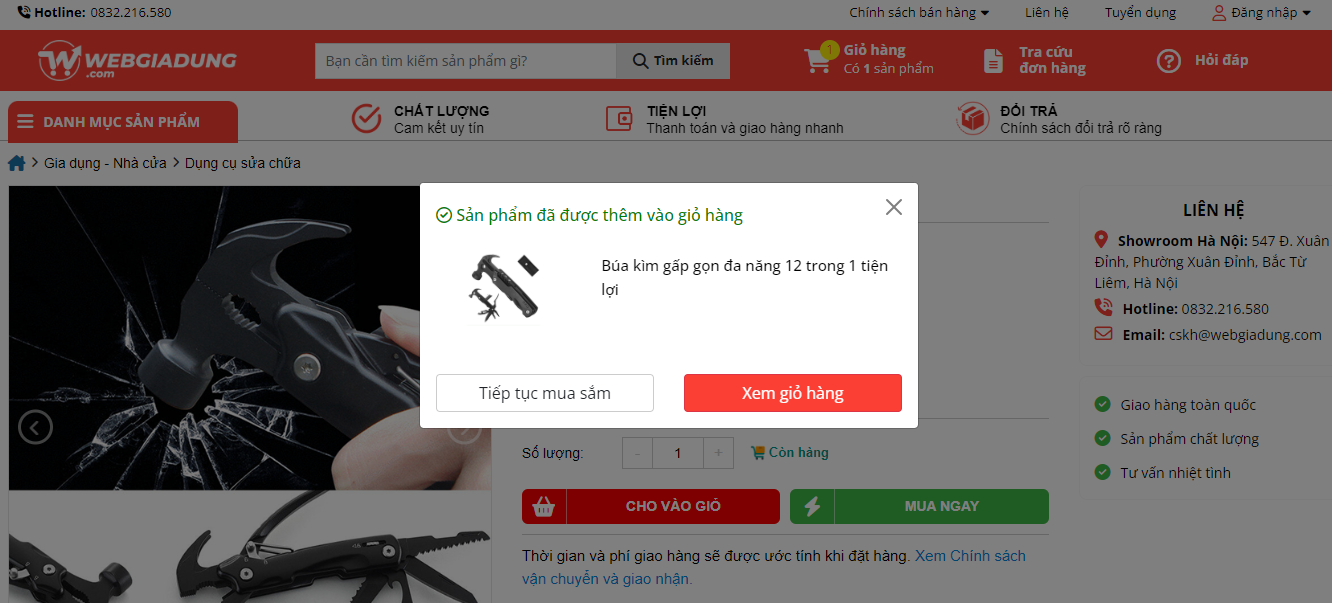 Hotline: 0832.216.580
Chính sách bán hàng
Liên hệ
Tuyển dụng
Đăng nhập
WEBGIADUNG
.com
Bạn cần tìm kiếm sản phẩm gì?
Tìm kiếm
1
Giỏ hàng
Có 1 sản phẩm
Tra cứu
đơn hàng
Hỏi đáp
DANH MỤC SẢN PHẨM
CHẤT LƯỢNG
Cam kết uy tín
TIỆN LỢI
Thanh toán và giao hàng nhanh
ĐỔI TRẢ
Chính sách đổi trả rõ ràng
Gia dụng - Nhà cửa
Dụng cụ sửa chữa
Sản phẩm đã được thêm vào giỏ hàng
Búa kìm gấp gọn đa năng 12 trong 1 tiện
lợi
Tiếp tục mua sắm
Xem giỏ hàng
Số lượng:
- 1 +
Còn hàng
CHO VÀO GIỎ
MUA NGAY
Thời gian và phí giao hàng sẽ được ước tính khi đặt hàng. Xem Chính sách
vận chuyển và giao nhận.
LIÊN HỆ
Showroom Hà Nội: 547 Đ. Xuân
Đỉnh, Phường Xuân Đỉnh, Bắc Từ
Liêm, Hà Nội
Hotline: 0832.216.580
Email: cskh@webgiadung.com
Giao hàng toàn quốc
Sản phẩm chất lượng
Tư vấn nhiệt tình